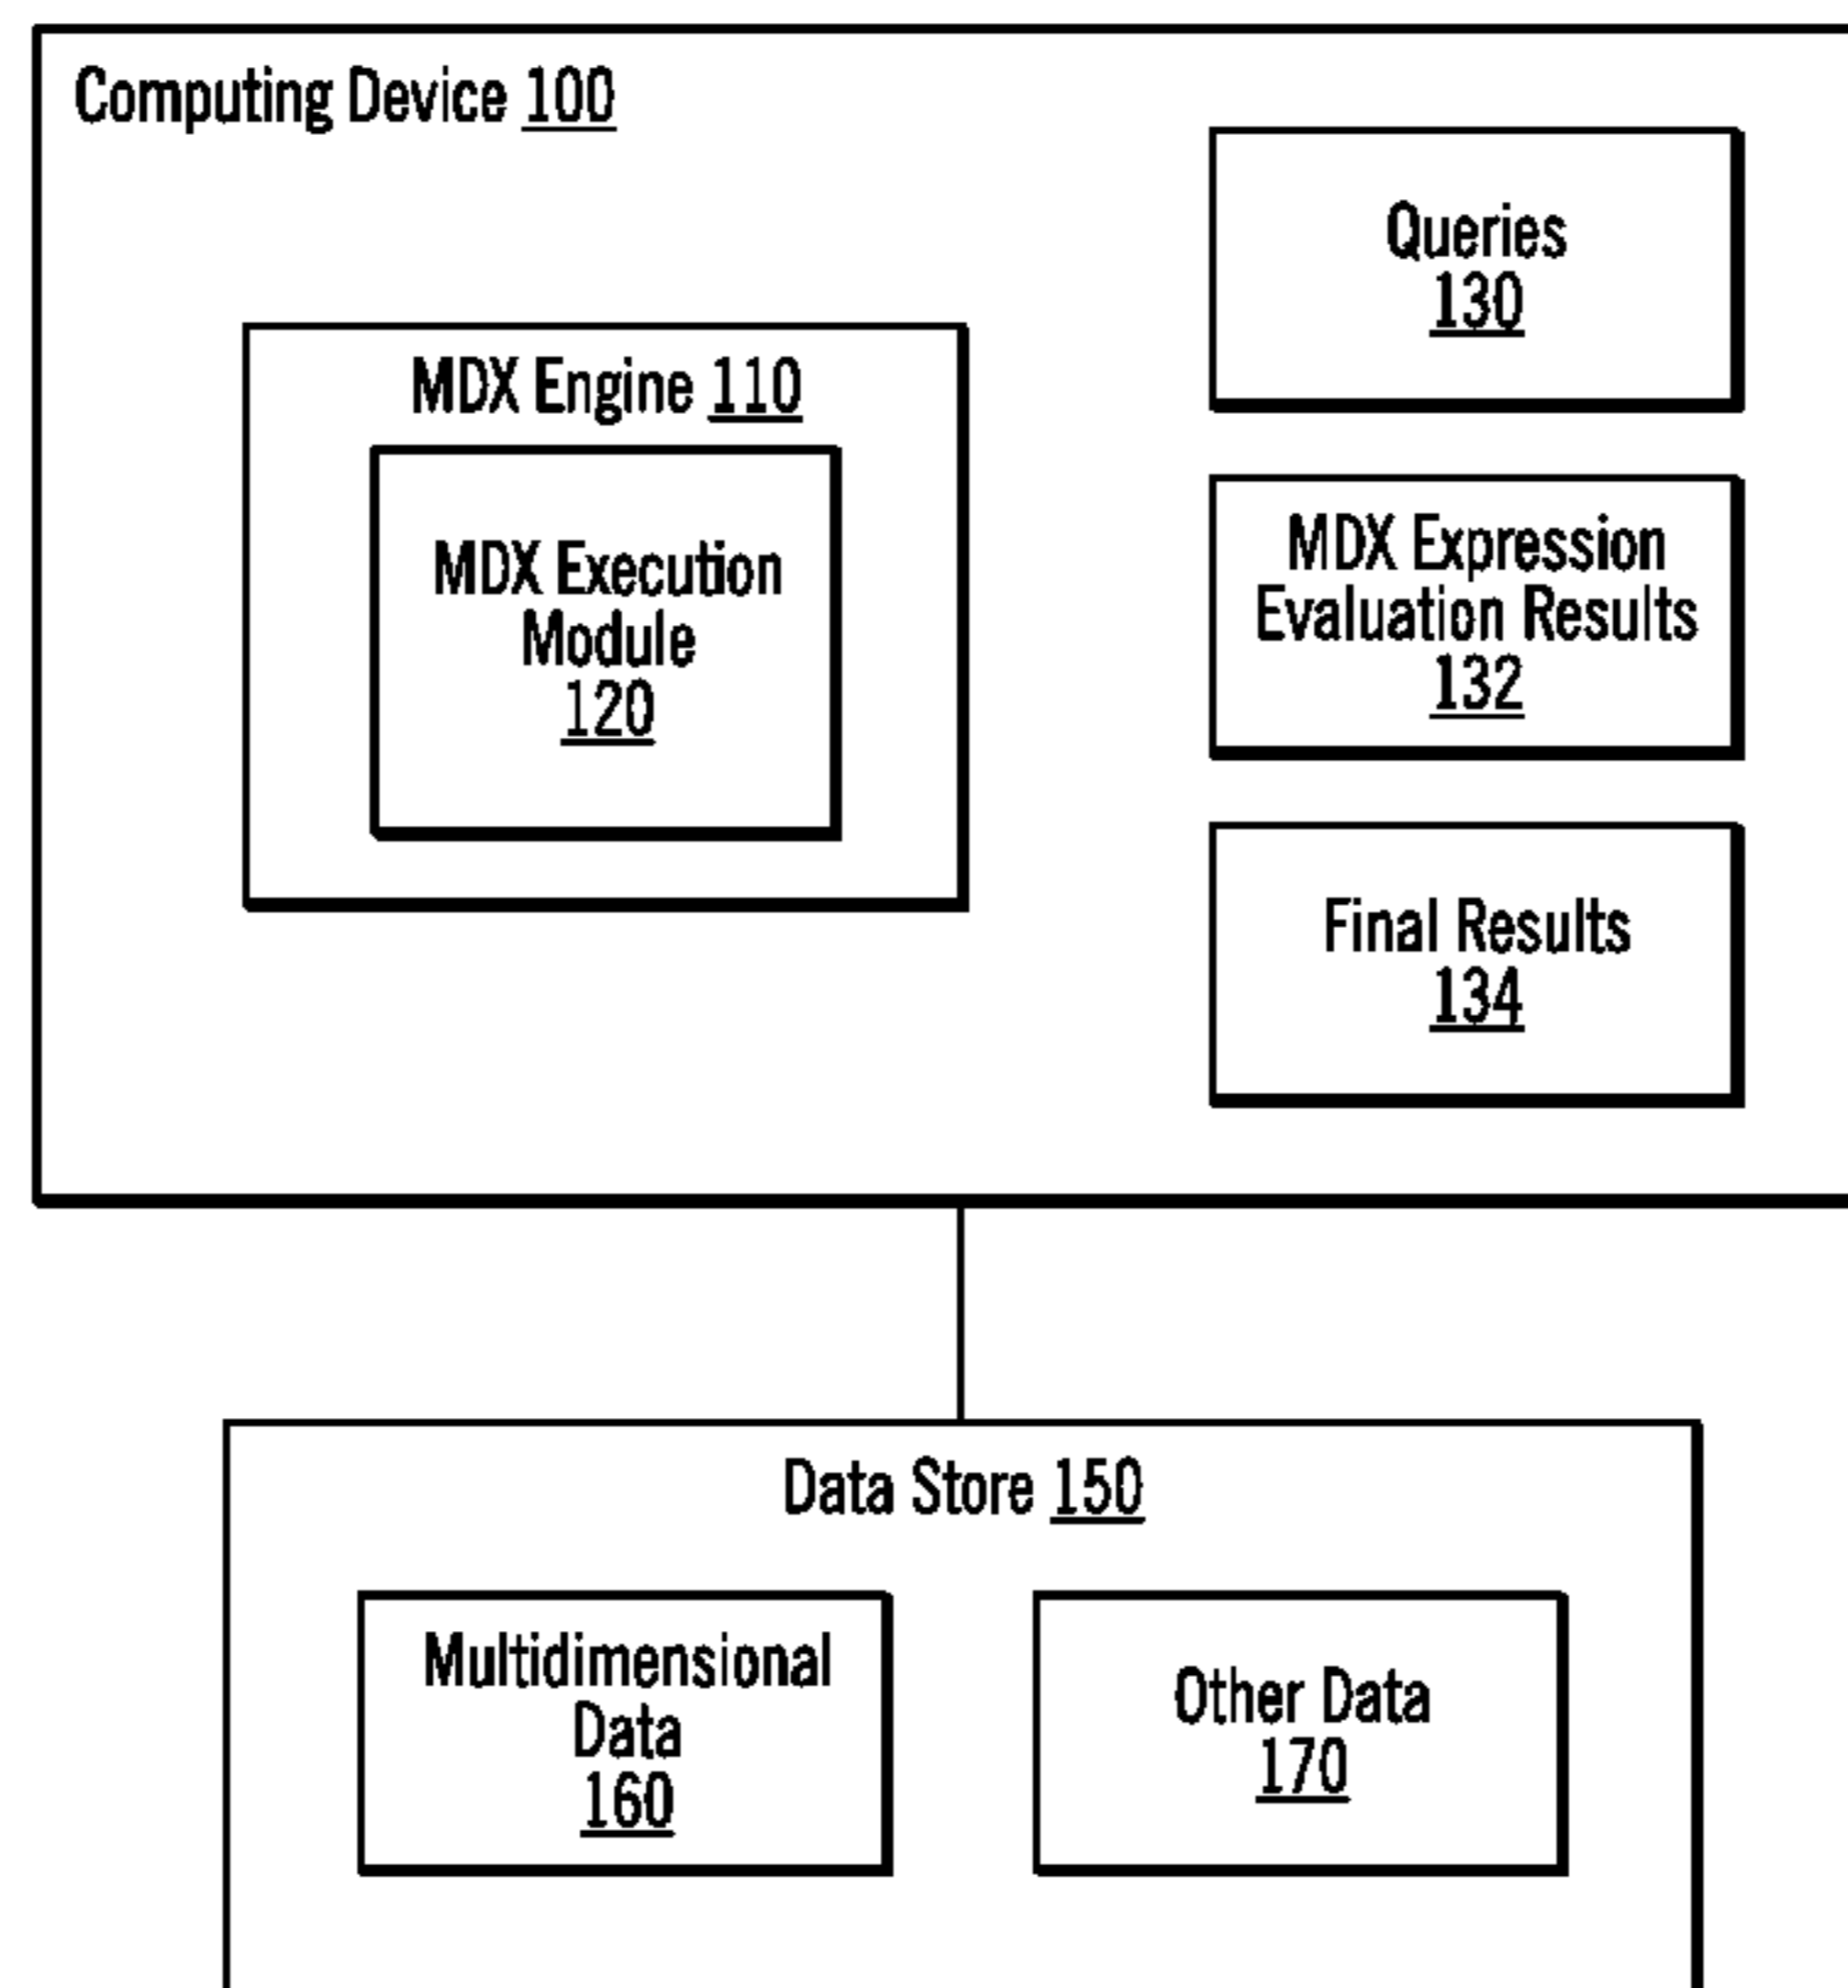 Computing Device 100
Queries
130
MDX Engine 110
MDX Execution
Module
120
MDX Expression
Evaluation Results
132
Final Results
134
Data Store 150
Multidimensional
Data
160
Other Data
170